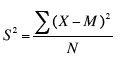 S² = ∑(X − M)² / N